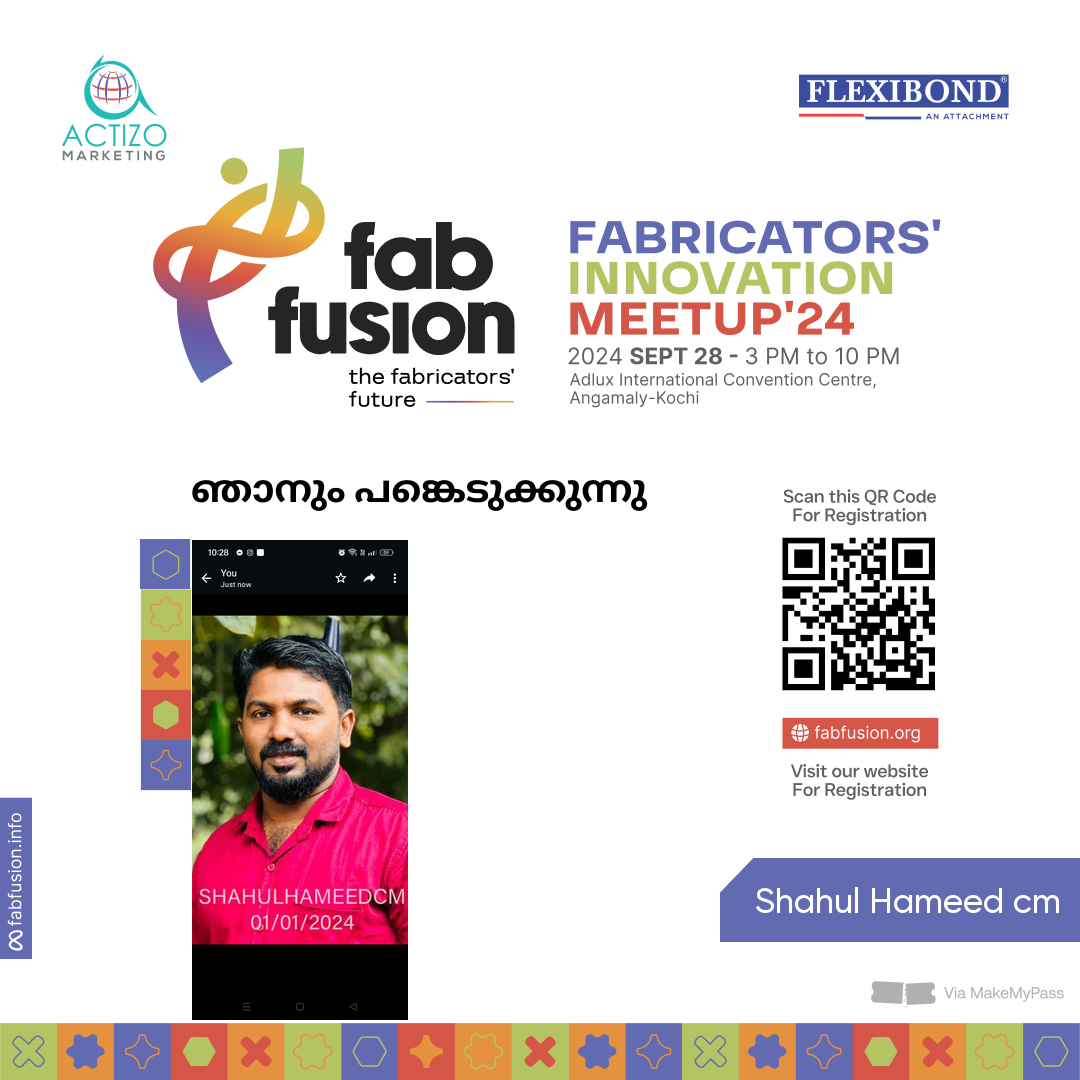 ACTIZO
MARKETING
FLEXIBOND®
AN ATTACHMENT
fab
fusion
the fabricators'
future
FABRICATORS'
INNOVATION
MEETUP'24
2024 SEPT 28 - 3 PM to 10 PM
Adlux International Convention Centre,
Angamaly-Kochi
ഞാനും പങ്കെടുക്കുന്നു
Scan this QR Code
For Registration
10:28
You
Just now
SHAHULHAMEEDCM
01/01/2024
fabfusion.org
Visit our website
For Registration
fabfusion.info
Shahul Hameed cm
Via MakeMyPass